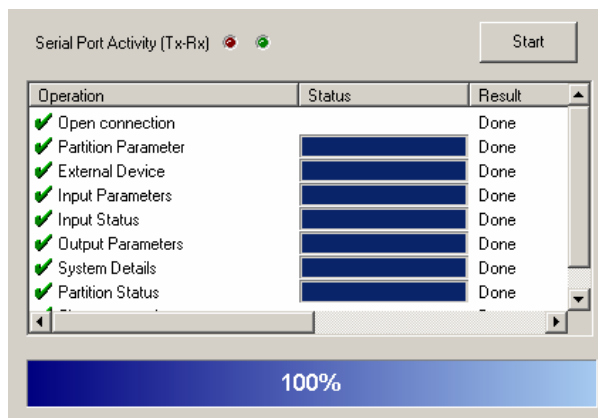 Serial Port Activity (Tx-Rx) Start
Operation Status Result
Open connection Done
Partition Parameter Done
External Device Done
Input Parameters Done
Input Status Done
Output Parameters Done
System Details Done
Partition Status Done
100%